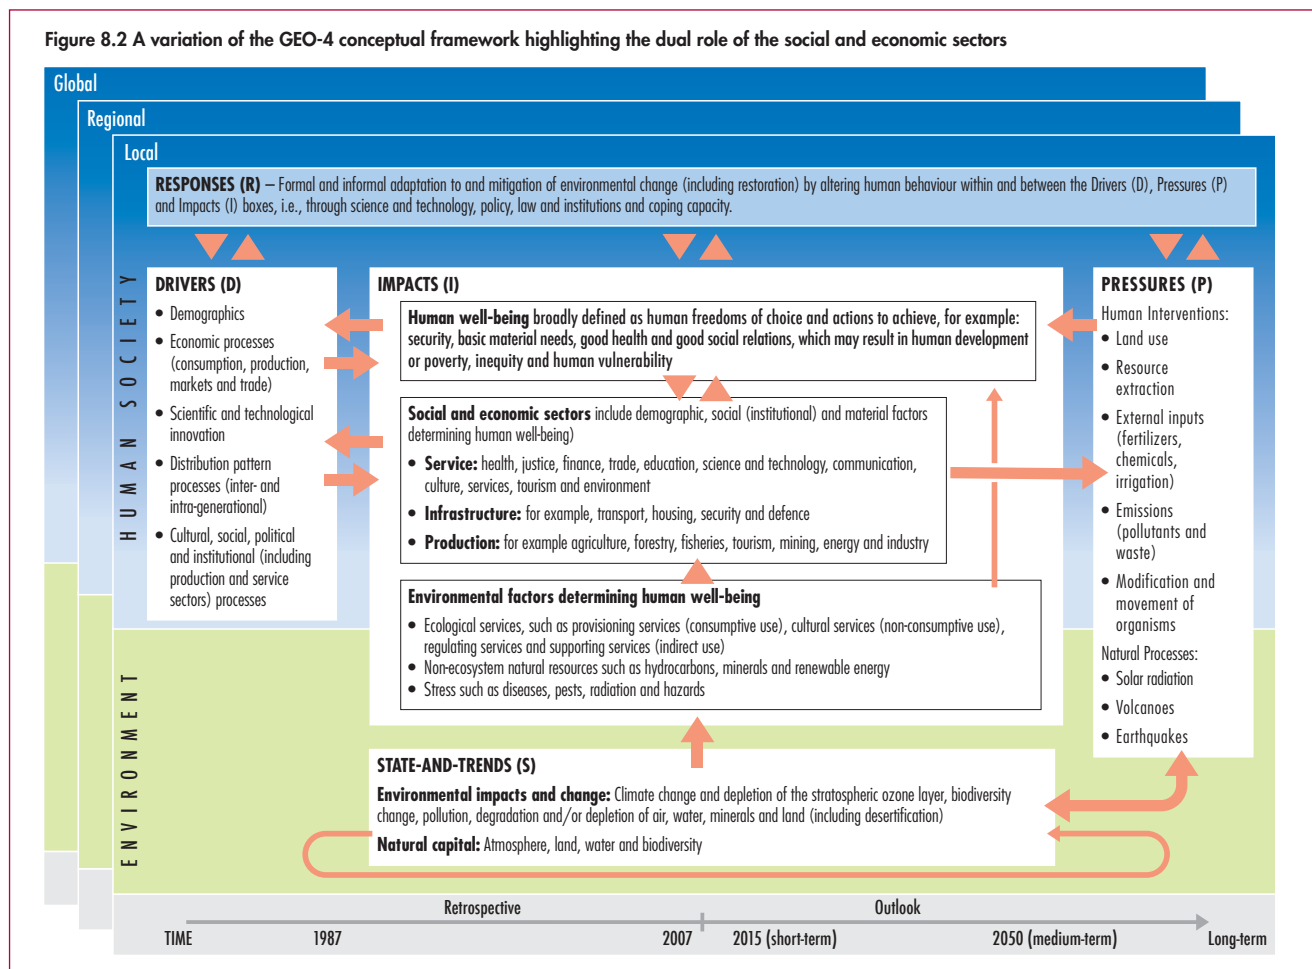 Figure 8.2 A variation of the GEO-4 conceptual framework highlighting the dual role of the social and economic sectors
Global
Regional
Local
RESPONSES (R) – Formal and informal adaptation to and mitigation of environmental change (including restoration) by altering human behaviour within and between the Drivers (D), Pressures (P)
and Impacts (I) boxes, i.e., through science and technology, policy, law and institutions and coping capacity.
HUMAN SOCIETY
DRIVERS (D)
• Demographics
• Economic processes
(consumption, production,
markets and trade)
• Scientific and technological
innovation
• Distribution pattern
processes (inter- and
intra-generational)
• Cultural, social, political
and institutional (including
production and service
sectors) processes
IMPACTS (I)
Human well-being broadly defined as human freedoms of choice and actions to achieve, for example:
security, basic material needs, good health and good social relations, which may result in human development
or poverty, inequity and human vulnerability
Social and economic sectors include demographic, social (institutional) and material factors
determining human well-being)
• Service: health, justice, finance, trade, education, science and technology, communication,
culture, services, tourism and environment
• Infrastructure: for example, transport, housing, security and defence
• Production: for example agriculture, forestry, fisheries, tourism, mining, energy and industry
Environmental factors determining human well-being
• Ecological services, such as provisioning services (consumptive use), cultural services (non-consumptive use),
regulating services and supporting services (indirect use)
• Non-ecosystem natural resources such as hydrocarbons, minerals and renewable energy
• Stress such as diseases, pests, radiation and hazards
PRESSURES (P)
Human Interventions:
• Land use
• Resource
extraction
• External inputs
(fertilizers,
chemicals,
irrigation)
• Emissions
(pollutants and
waste)
• Modification and
movement of
organisms
Natural Processes:
• Solar radiation
• Volcanoes
• Earthquakes
ENVIRONMENT
STATE-AND-TRENDS (S)
Environmental impacts and change: Climate change and depletion of the stratospheric ozone layer, biodiversity
change, pollution, degradation and/or depletion of air, water, minerals and land (including desertification)
Natural capital: Atmosphere, land, water and biodiversity
Retrospective
Outlook
TIME
1987
2007
2015 (short-term)
2050 (medium-term)
Long-term